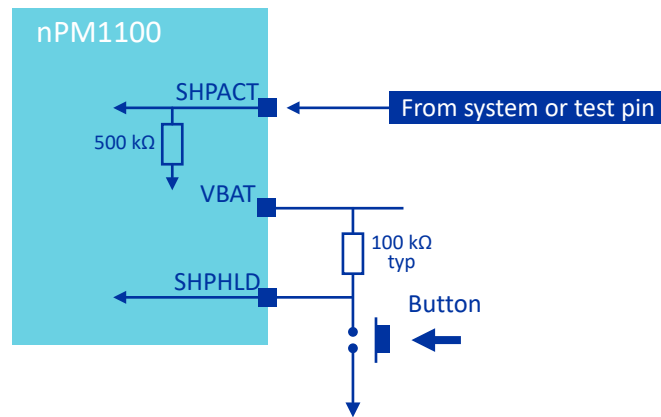 nPM1100
SHPACT
From system or test pin
500 kΩ
VBAT
100 kΩ
typ
SHPHLD
Button